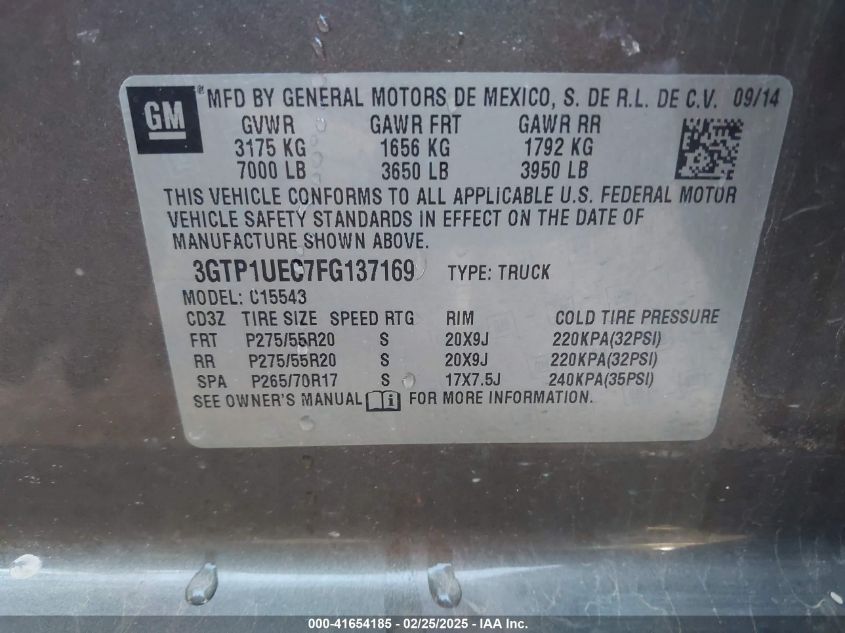 GM ® MFD BY GENERAL MOTORS DE MEXICO, S. DE R.L. DE C.V. 09/14
GVWR GAWR FRT GAWR RR
3175 KG 1656 KG 1792 KG
7000 LB 3650 LB 3950 LB
THIS VEHICLE CONFORMS TO ALL APPLICABLE U.S. FEDERAL MOTOR
VEHICLE SAFETY STANDARDS IN EFFECT ON THE DATE OF
MANUFACTURE SHOWN ABOVE.
3GTP1UEC7FG137169 TYPE: TRUCK
MODEL: C15543
CD3Z TIRE SIZE SPEED RTG RIM COLD TIRE PRESSURE
FRT P275/55R20 S 20X9J 220KPA(32PSI)
RR P275/55R20 S 20X9J 220KPA(32PSI)
SPA P265/70R17 S 17X7.5J 240KPA(35PSI)
SEE OWNER'S MANUAL FOR MORE INFORMATION.
000-41654185 - 02/25/2025 - IAA Inc.